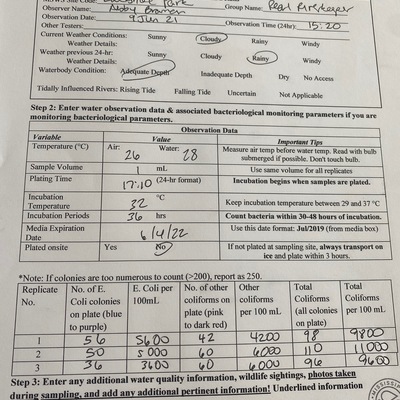 Park
Observer Name: Abby Braman Group Name: Pearl Riverkeeper
Observation Date: 9 Jun 21 Observation Time (24hr): 15:20
Other Testers:
Current Weather Conditions: Sunny Cloudy Rainy Windy
Weather Details:
Weather previous 24-hr: Sunny Cloudy Rainy Windy
Weather Details:
Waterbody Condition: Adequate Depth Inadequate Depth Dry No Access
Tidally Influenced Rivers: Rising Tide Falling Tide Uncertain Not Applicable
Step 2: Enter water observation data & associated bacteriological monitoring parameters if you are
monitoring bacteriological parameters.
Observation Data
Variable Value Important Tips
Temperature (°C) Air: 26 Water: 28 Measure air temp before water temp. Read with bulb
submerged if possible. Don't touch bulb.
Sample Volume 1 mL Use same volume for all replicates
Plating Time 17:10 (24-hr format) Incubation begins when samples are plated.
Incubation
Temperature 32 °C Keep incubation temperature between 29 and 37 °C
Incubation Periods 36 hrs Count bacteria within 30-48 hours of incubation.
Media Expiration
Date 6/4/22 Use this date format: Jul/2019 (from media box)
Plated onsite Yes No If not plated at sampling site, always transport on
ice and plate within 3 hours.
*Note: If colonies are too numerous to count (>200), report as 250.
Replicate No. of E. E. Coli per No. of other Other Total Total
No. Coli colonies 100mL coliforms on coliforms Coliforms Coliforms
on plate (blue plate (pink per 100 mL (all colonies per 100 mL
to purple) to dark red) on plate)
1 56 5600 42 4200 98 9800
2 50 5000 60 6000 110 11000
3 36 3600 60 6000 96 9600
Step 3: Enter any additional water quality information, wildlife sightings, photos taken
during sampling, and add any additional pertinent information! Underlined information